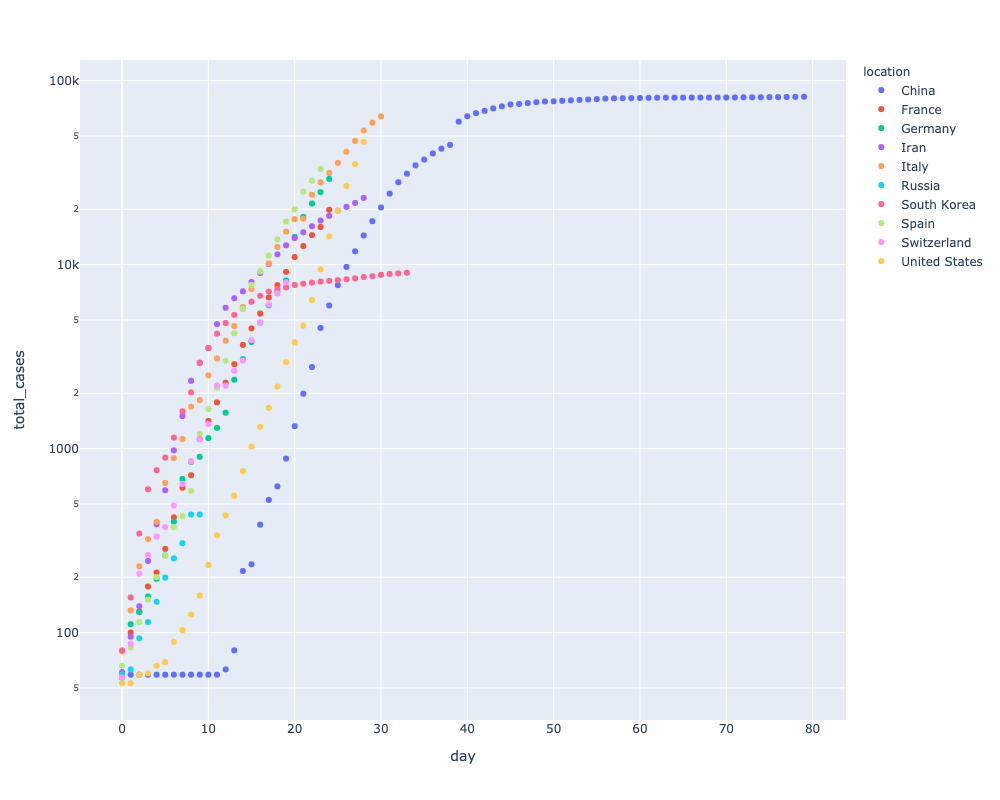 location
China
France
Germany
Iran
Italy
Russia
South Korea
Spain
Switzerland
United States
total_cases
100k
5
2
10k
5
2
1000
5
2
100
5
0 10 20 30 40 50 60 70 80
day